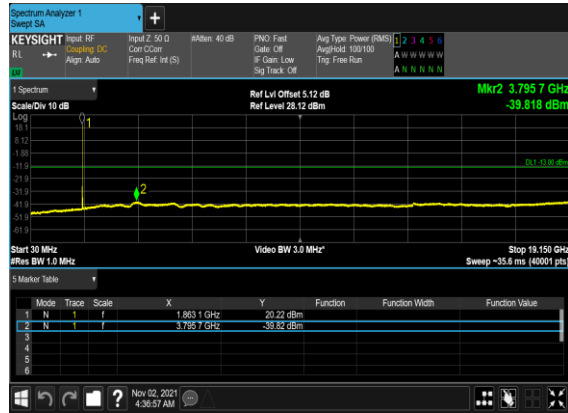 Spectrum Analyzer 1
Swept SA
+
KEYSIGHT Input: RF Input Z: 50 Ω #Atten: 40 dB PNO: Fast Avg Type: Power (RMS) 1 2 3 4 5 6
RL Coupling: DC Corr CCorr Gate: Off Avg|Hold: 100/100 A W W W W W
Align: Auto Freq Ref: Int (S) IF Gain: Low Trig: Free Run
Sig Track: Off A N N N N N
1 Spectrum Ref Lvl Offset 5.12 dB Mkr2 3.795 7 GHz
Scale/Div 10 dB Ref Level 28.12 dBm -39.818 dBm
Log
18.1
8.12
-1.88
-11.9
DL1 -13.00 dBm
-21.9
-31.9
-41.9
-51.9
-61.9
1
2
Start 30 MHz Video BW 3.0 MHz* Stop 19.150 GHz
#Res BW 1.0 MHz Sweep ~35.6 ms (40001 pts)
5 Marker Table
Mode Trace Scale X Y Function Function Width Function Value
1 N 1 f 1.863 1 GHz 20.22 dBm
2 N 1 f 3.795 7 GHz -39.82 dBm
3
4
5
6
? Nov 02, 2021
4:36:57 AM